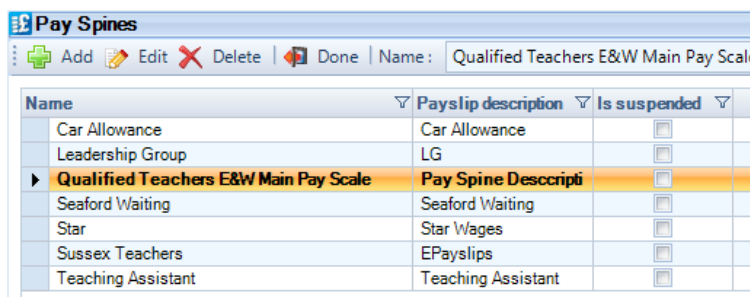 Pay Spines
Add Edit Delete Done Name : Qualified Teachers E&W Main Pay Scale
Name Payslip description Is suspended
Car Allowance Car Allowance
Leadership Group LG
Qualified Teachers E&W Main Pay Scale Pay Spine Desccripti
Seaford Waiting Seaford Waiting
Star Star Wages
Sussex Teachers EPayslips
Teaching Assistant Teaching Assistant